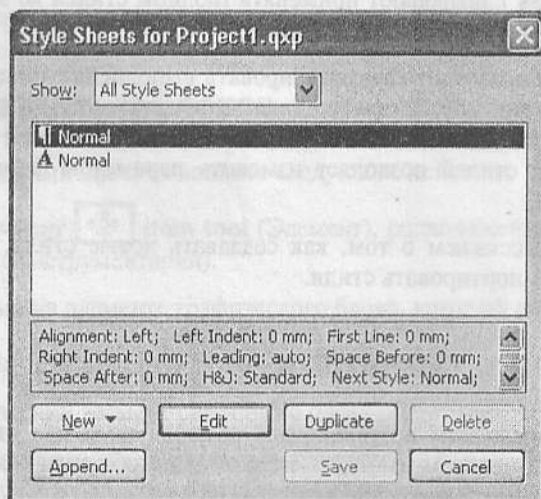 Style Sheets for Project1.qxp
Show: All Style Sheets
¶ Normal
A Normal
Alignment: Left; Left Indent: 0 mm; First Line: 0 mm;
Right Indent: 0 mm; Leading: auto; Space Before: 0 mm;
Space After: 0 mm; H&J: Standard; Next Style: Normal;
New Edit Duplicate Delete
Append... Save Cancel